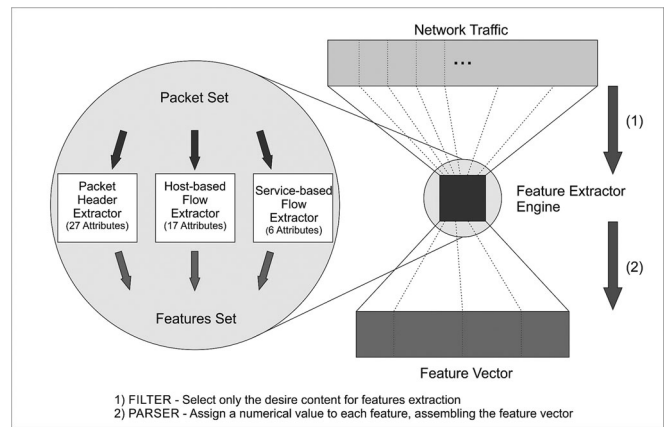 Network Traffic
...
Packet Set
(1)
Packet
Header
Extractor
(27 Attributes)
Host-based
Flow
Extractor
(17 Attributes)
Service-based
Flow
Extractor
(6 Attributes)
Feature Extractor
Engine
(2)
Features Set
Feature Vector
1) FILTER - Select only the desire content for features extraction
2) PARSER - Assign a numerical value to each feature, assembling the feature vector